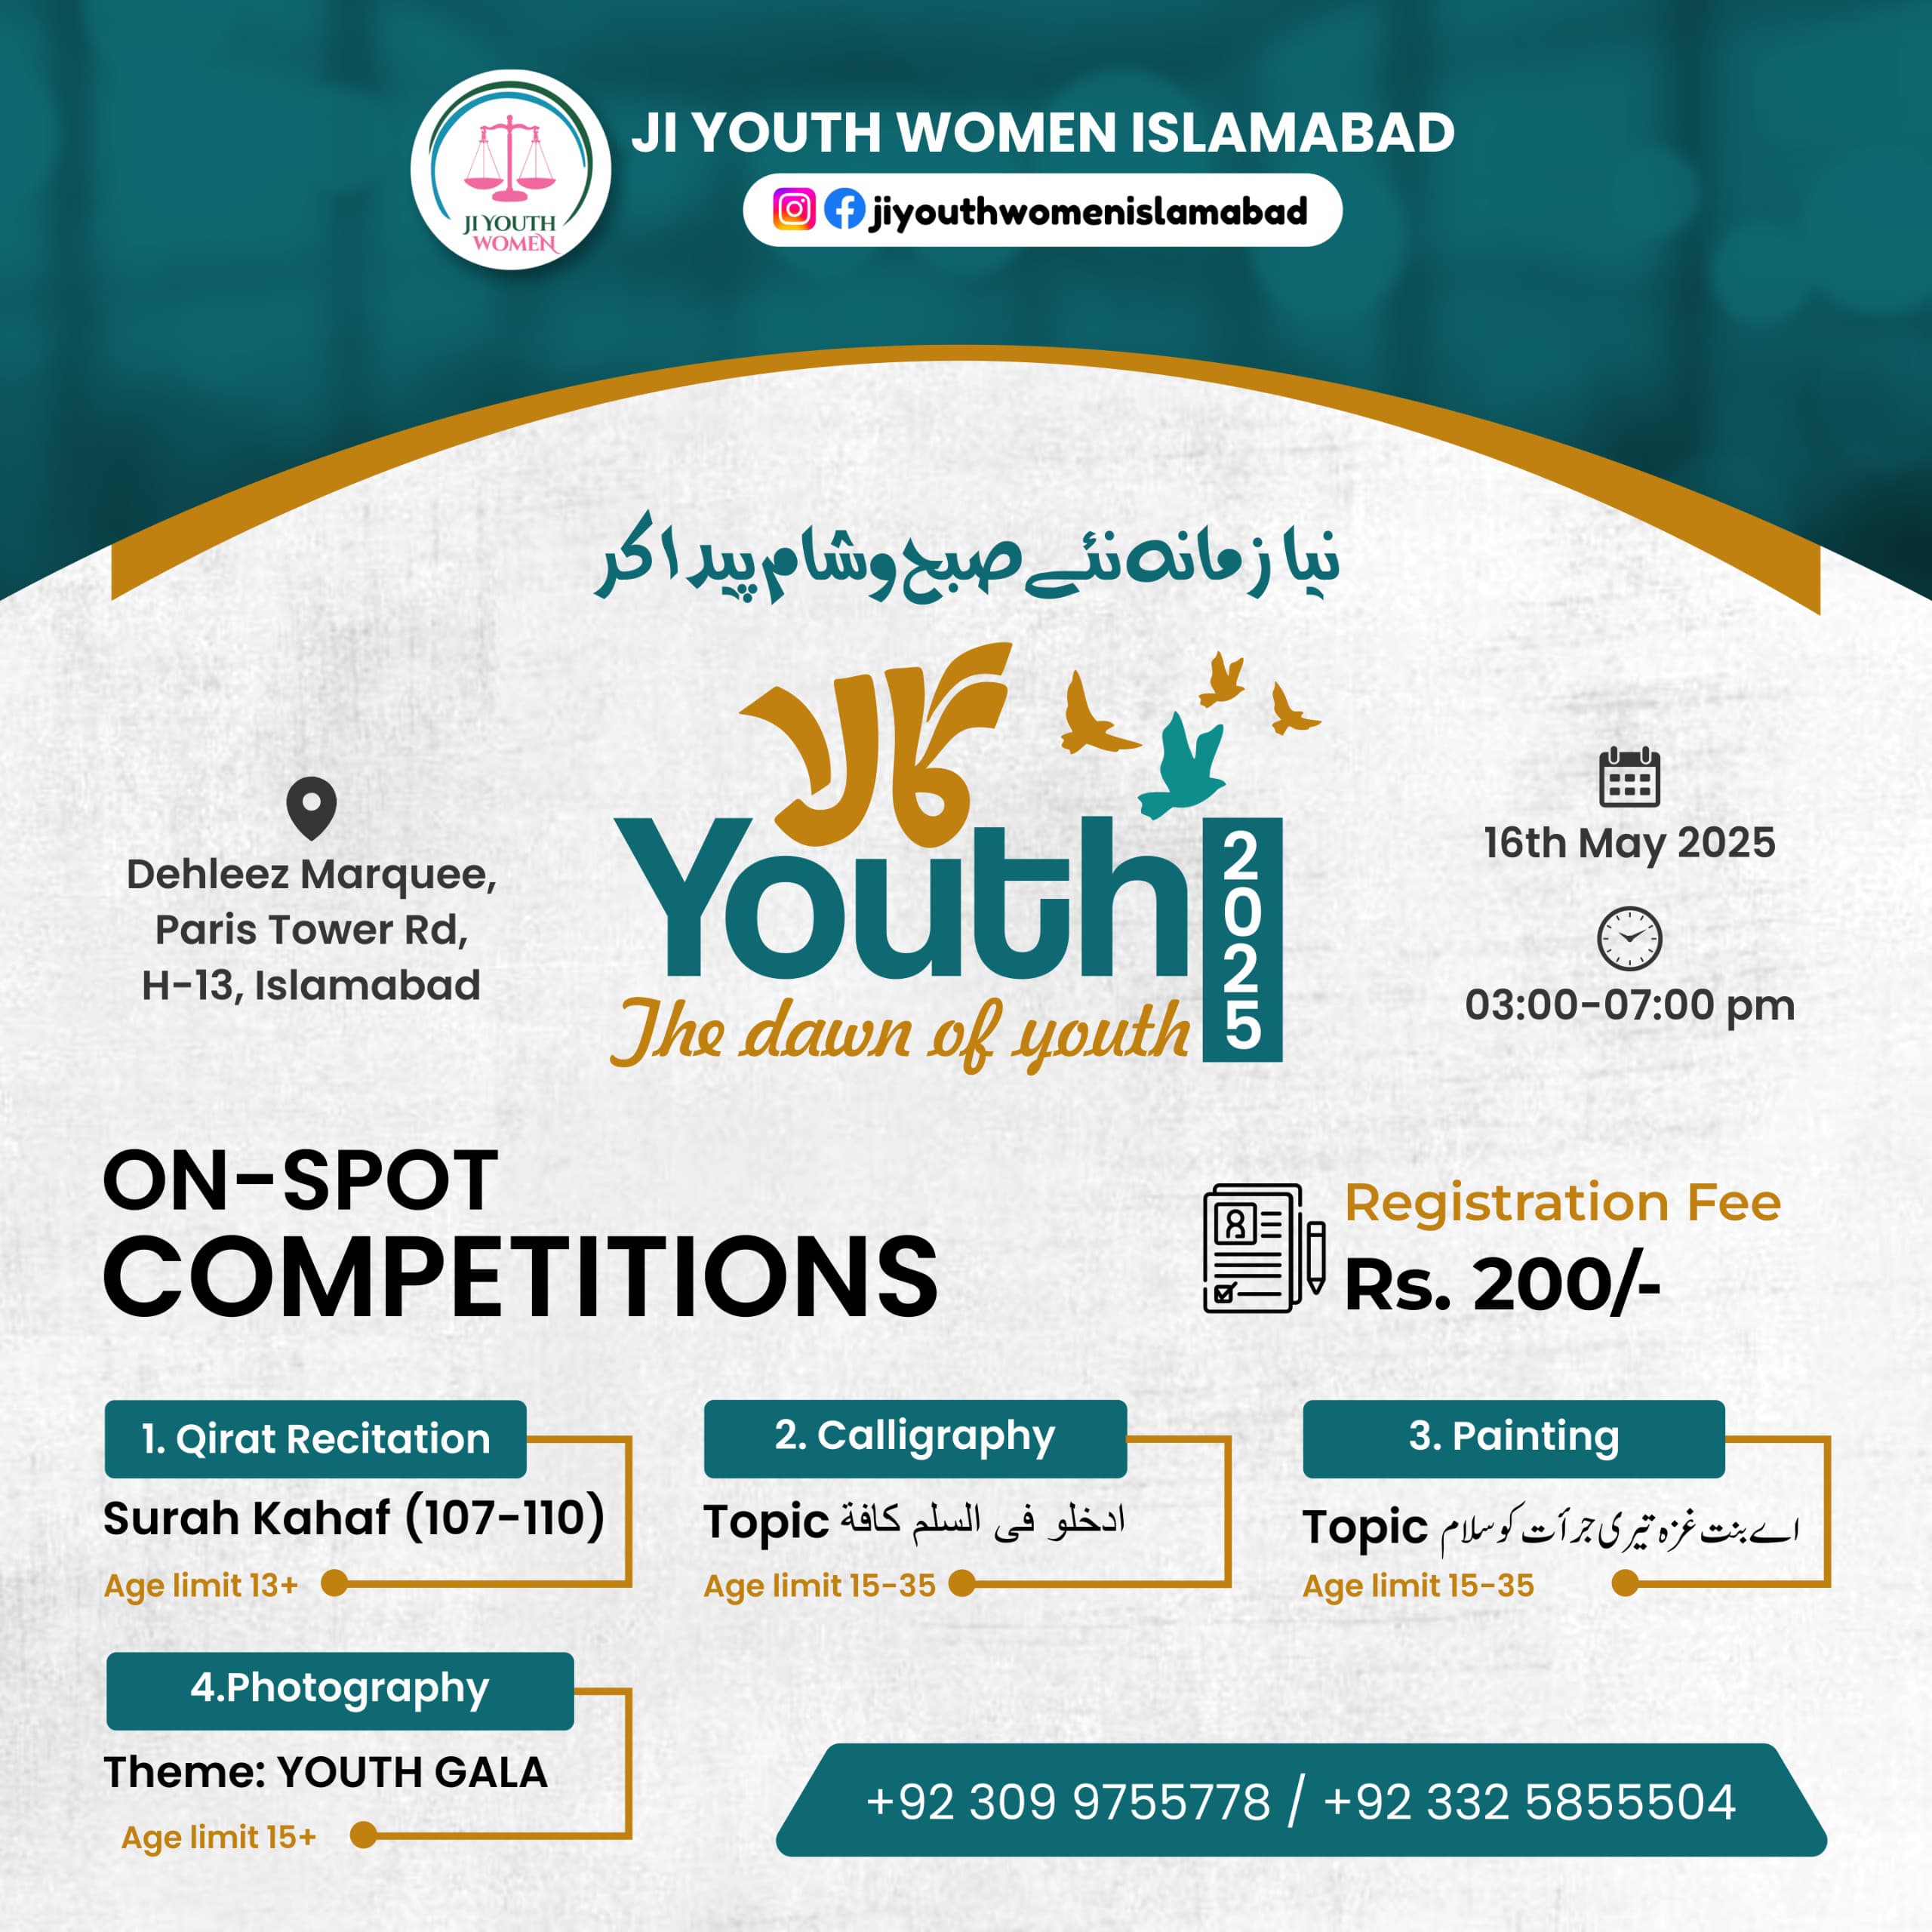 JI YOUTH
WOMEN
JI YOUTH WOMEN ISLAMABAD
jiyouthwomenislamabad
نیا زمانہ نئے صبح و شام پیدا کر
گالا
Youth
2025
The dawn of youth
Dehleez Marquee,
Paris Tower Rd,
H-13, Islamabad
16th May 2025
03:00-07:00 pm
ON-SPOT
COMPETITIONS
Registration Fee
Rs. 200/-
1. Qirat Recitation
Surah Kahaf (107-110)
Age limit 13+
2. Calligraphy
Topic ادخلو فی السلم كافة
Age limit 15-35
3. Painting
Topic اے بنت غزہ تیری جرأت کو سلام
Age limit 15-35
4.Photography
Theme: YOUTH GALA
Age limit 15+
+92 309 9755778 / +92 332 5855504